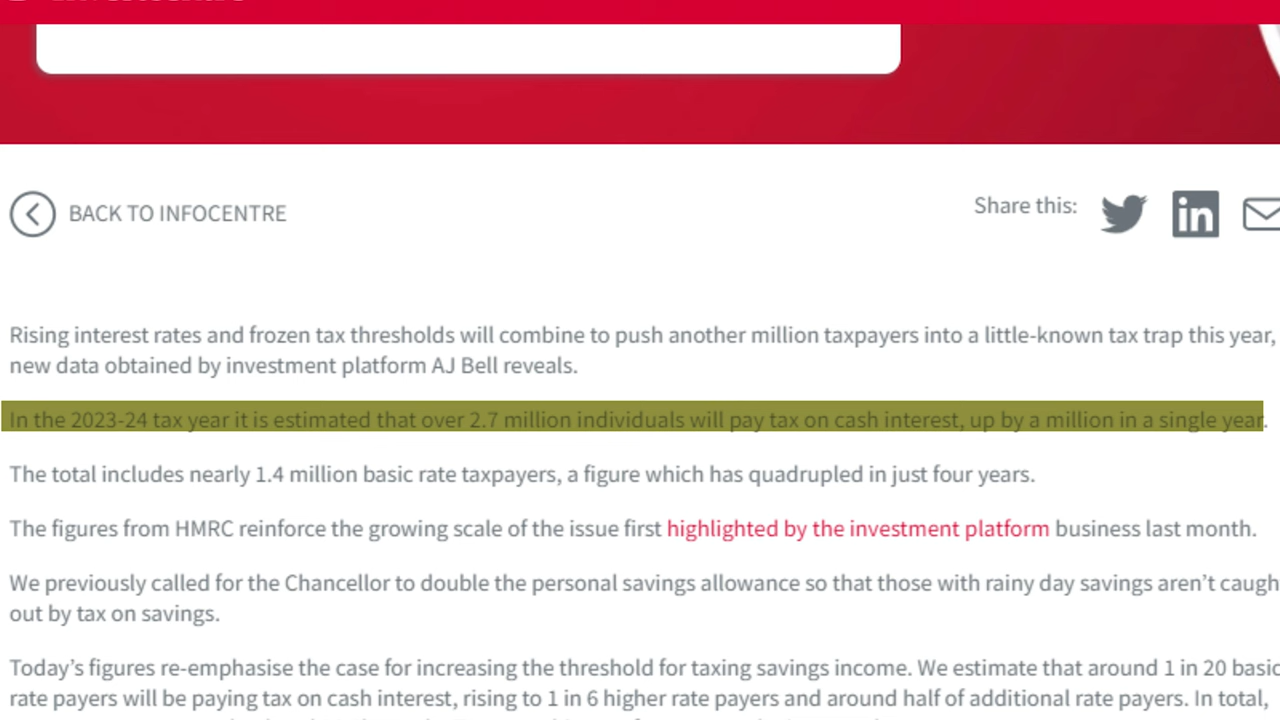 BACK TO INFOCENTRE
Share this:
Rising interest rates and frozen tax thresholds will combine to push another million taxpayers into a little-known tax trap this year,
new data obtained by investment platform AJ Bell reveals.
In the 2023-24 tax year it is estimated that over 2.7 million individuals will pay tax on cash interest, up by a million in a single year.
The total includes nearly 1.4 million basic rate taxpayers, a figure which has quadrupled in just four years.
The figures from HMRC reinforce the growing scale of the issue first highlighted by the investment platform business last month.
We previously called for the Chancellor to double the personal savings allowance so that those with rainy day savings aren’t caugh
out by tax on savings.
Today’s figures re-emphasise the case for increasing the threshold for taxing savings income. We estimate that around 1 in 20 basic
rate payers will be paying tax on cash interest, rising to 1 in 6 higher rate payers and around half of additional rate payers. In total,